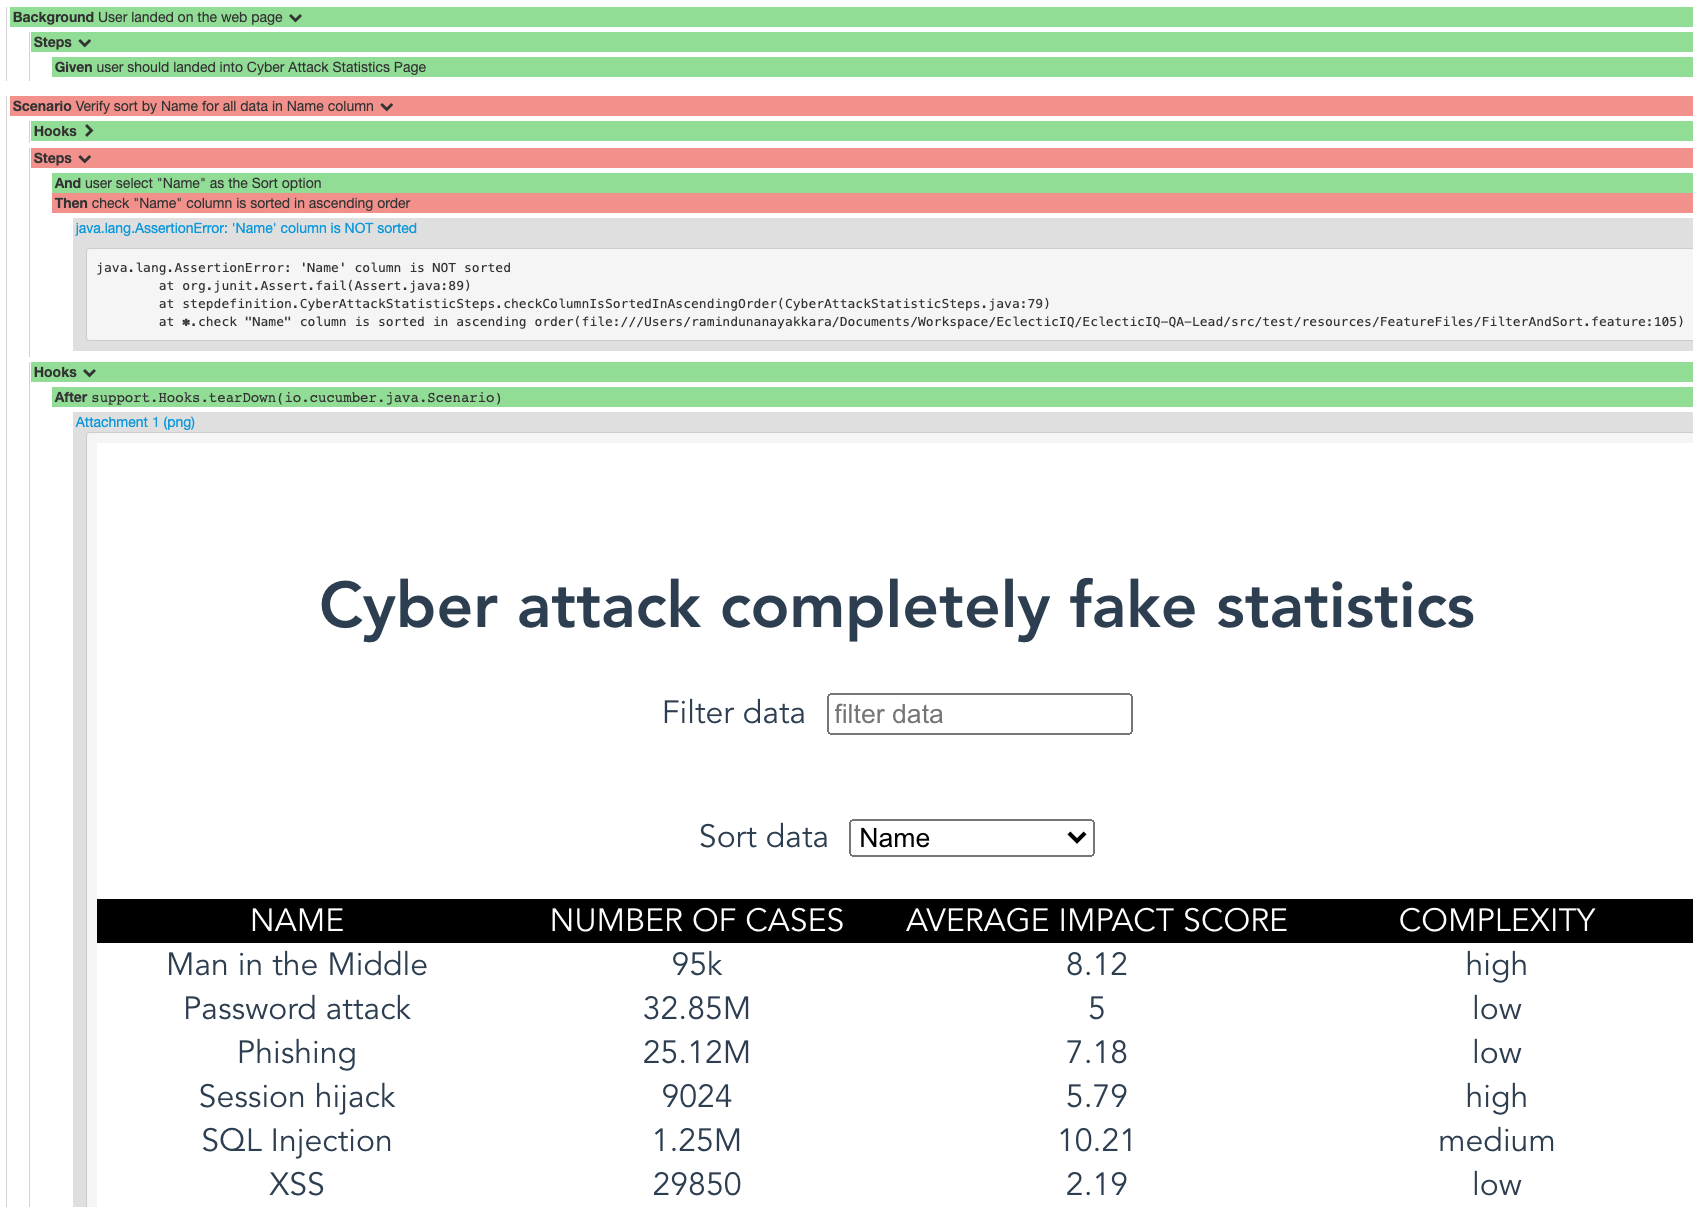 Background User landed on the web page
Steps
Given user should landed into Cyber Attack Statistics Page
Scenario Verify sort by Name for all data in Name column
Hooks
Steps
And user select "Name" as the Sort option
Then check "Name" column is sorted in ascending order
java.lang.AssertionError: 'Name' column is NOT sorted
java.lang.AssertionError: 'Name' column is NOT sorted
at org.junit.Assert.fail(Assert.java:89)
at stepdefinition.CyberAttackStatisticSteps.checkColumnIsSortedInAscendingOrder(CyberAttackStatisticSteps.java:79)
at ✽.check "Name" column is sorted in ascending order(file:///Users/ramindunanayakkara/Documents/Workspace/EclecticIQ/EclecticIQ-QA-Lead/src/test/resources/FeatureFiles/FilterAndSort.feature:105)
Hooks
After support.Hooks.tearDown(io.cucumber.java.Scenario)
Attachment 1 (png)
Cyber attack completely fake statistics
Filter data filter data
Sort data Name
NAME NUMBER OF CASES AVERAGE IMPACT SCORE COMPLEXITY
Man in the Middle 95k 8.12 high
Password attack 32.85M 5 low
Phishing 25.12M 7.18 low
Session hijack 9024 5.79 high
SQL Injection 1.25M 10.21 medium
XSS 29850 2.19 low